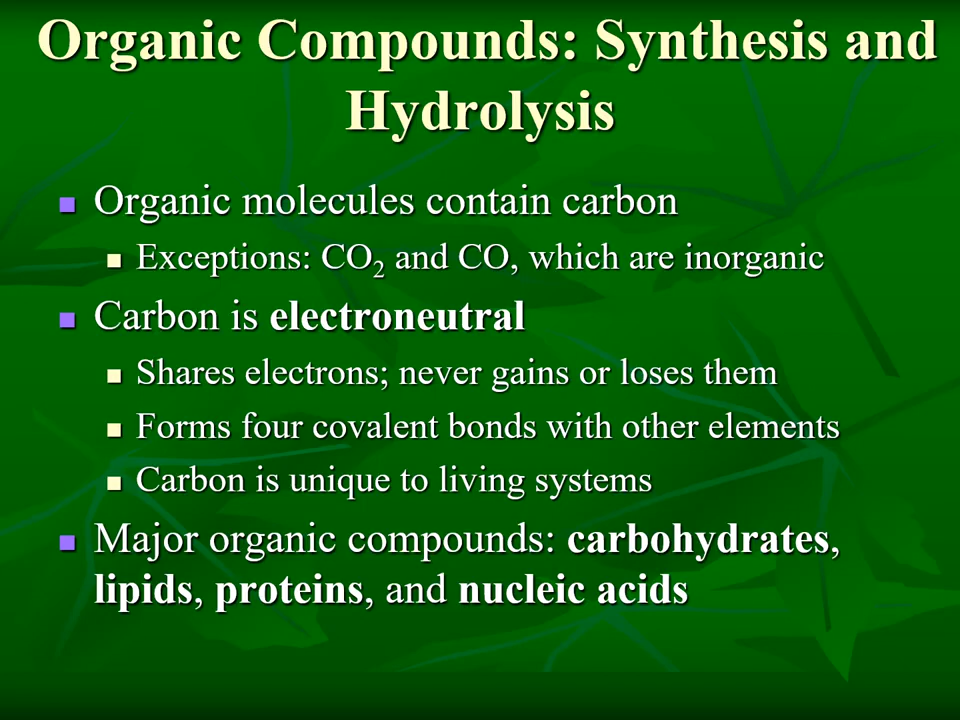 Organic Compounds: Synthesis and
Hydrolysis
Organic molecules contain carbon
Exceptions: CO₂ and CO, which are inorganic
Carbon is electroneutral
Shares electrons; never gains or loses them
Forms four covalent bonds with other elements
Carbon is unique to living systems
Major organic compounds: carbohydrates,
lipids, proteins, and nucleic acids